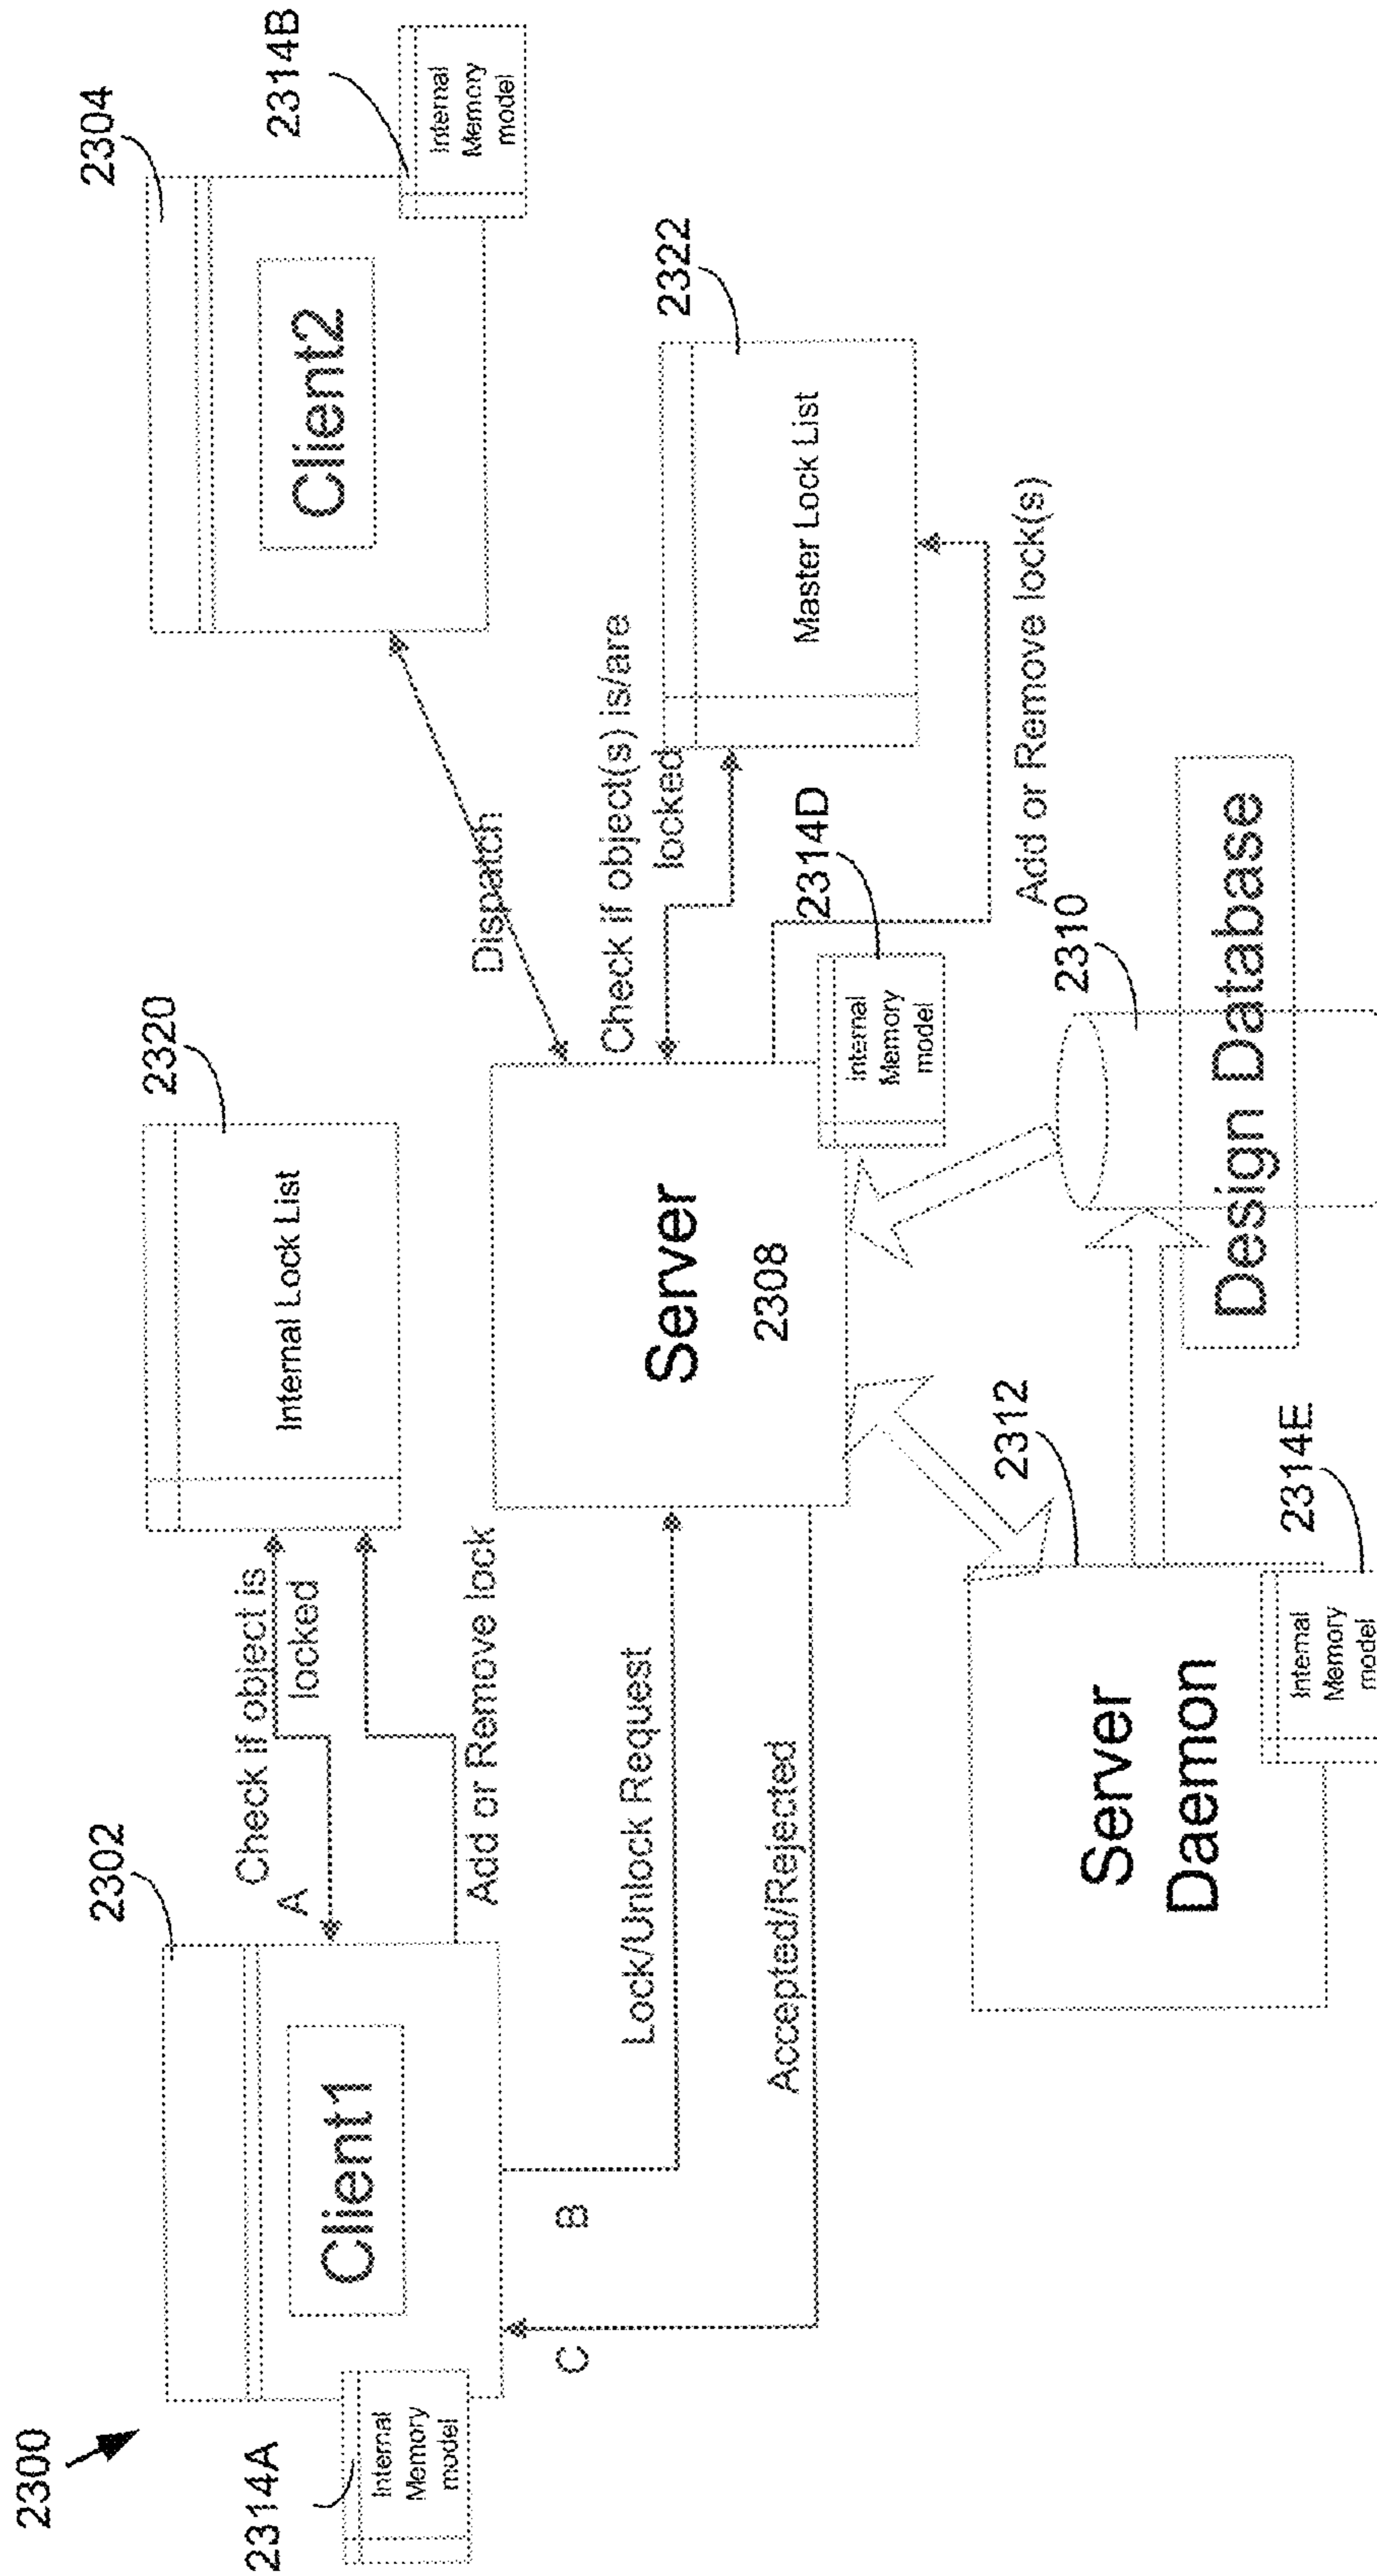 2300
2302
2320
2304
2314B
Internal
Memory
model
Client2
Client1
2314A
Internal
Memory
model
A
Check if object is
locked
Add or Remove lock
Internal Lock List
Dispatch
B
C
Lock/Unlock Request
Accepted/Rejected
Server
2308
Check if object(s) is/are
locked
2322
Master Lock List
2314D
Internal
Memory
model
Add or Remove lock(s)
2312
Server
Daemon
2314E
Internal
Memory
model
2310
Design Database